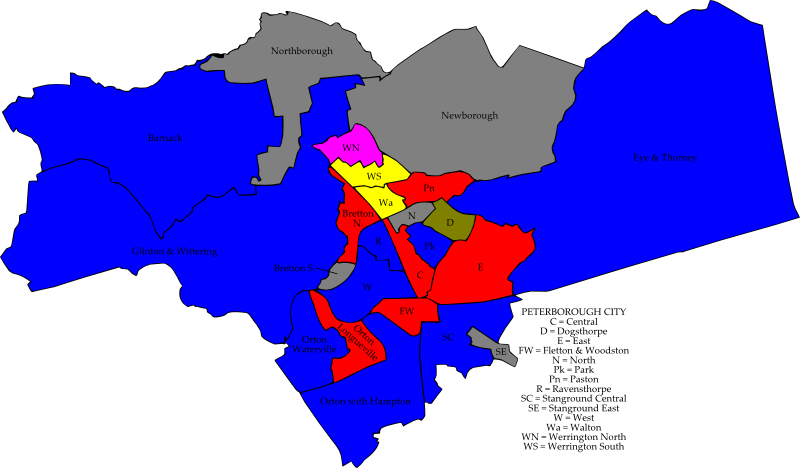 Northborough
Newborough
Barnack
WN
Eye & Thorney
WS
Pn
Wa
Bretton
N.
N
D
Glinton & Wittering
R
Pk
Bretton S.
C
E
W
FW
Orton
Longueville
Orton
Waterville
SC
SE
Orton with Hampton
PETERBOROUGH CITY
C = Central
D = Dogsthorpe
E = East
FW = Fletton & Woodston
N = North
Pk = Park
Pn = Paston
R = Ravensthorpe
SC = Stanground Central
SE = Stanground East
W = West
Wa = Walton
WN = Werrington North
WS = Werrington South